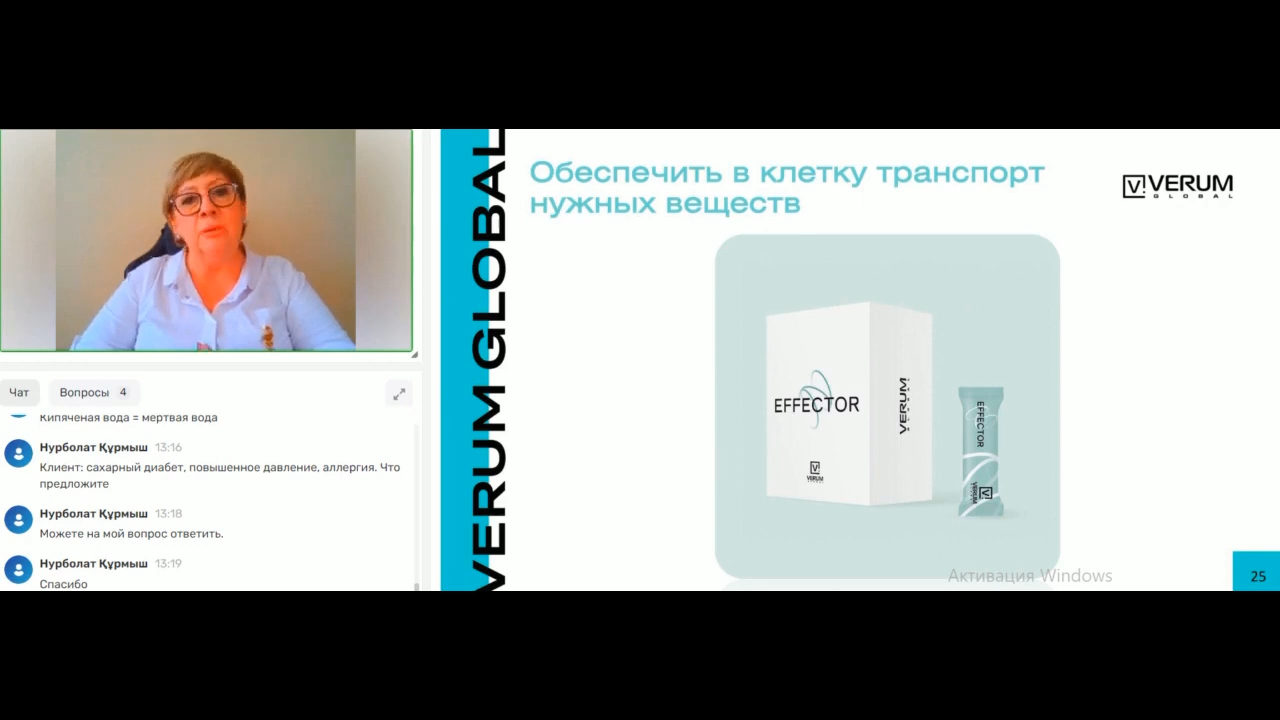 VERUM GLOBAL
Обеспечить в клетку транспорт
нужных веществ
VERUM
GLOBAL
EFFECTOR
VERUM
VERUM
EFFECTOR
VERUM
Активация Windows
25
Чат
Вопросы 4
Кипяченая вода = мертвая вода
Нурболат Құрмыш 13:16
Клиент: сахарный диабет, повышенное давление, аллергия. Что
предложите
Нурболат Құрмыш 13:18
Можете на мой вопрос ответить.
Нурболат Құрмыш 13:19
Спасибо